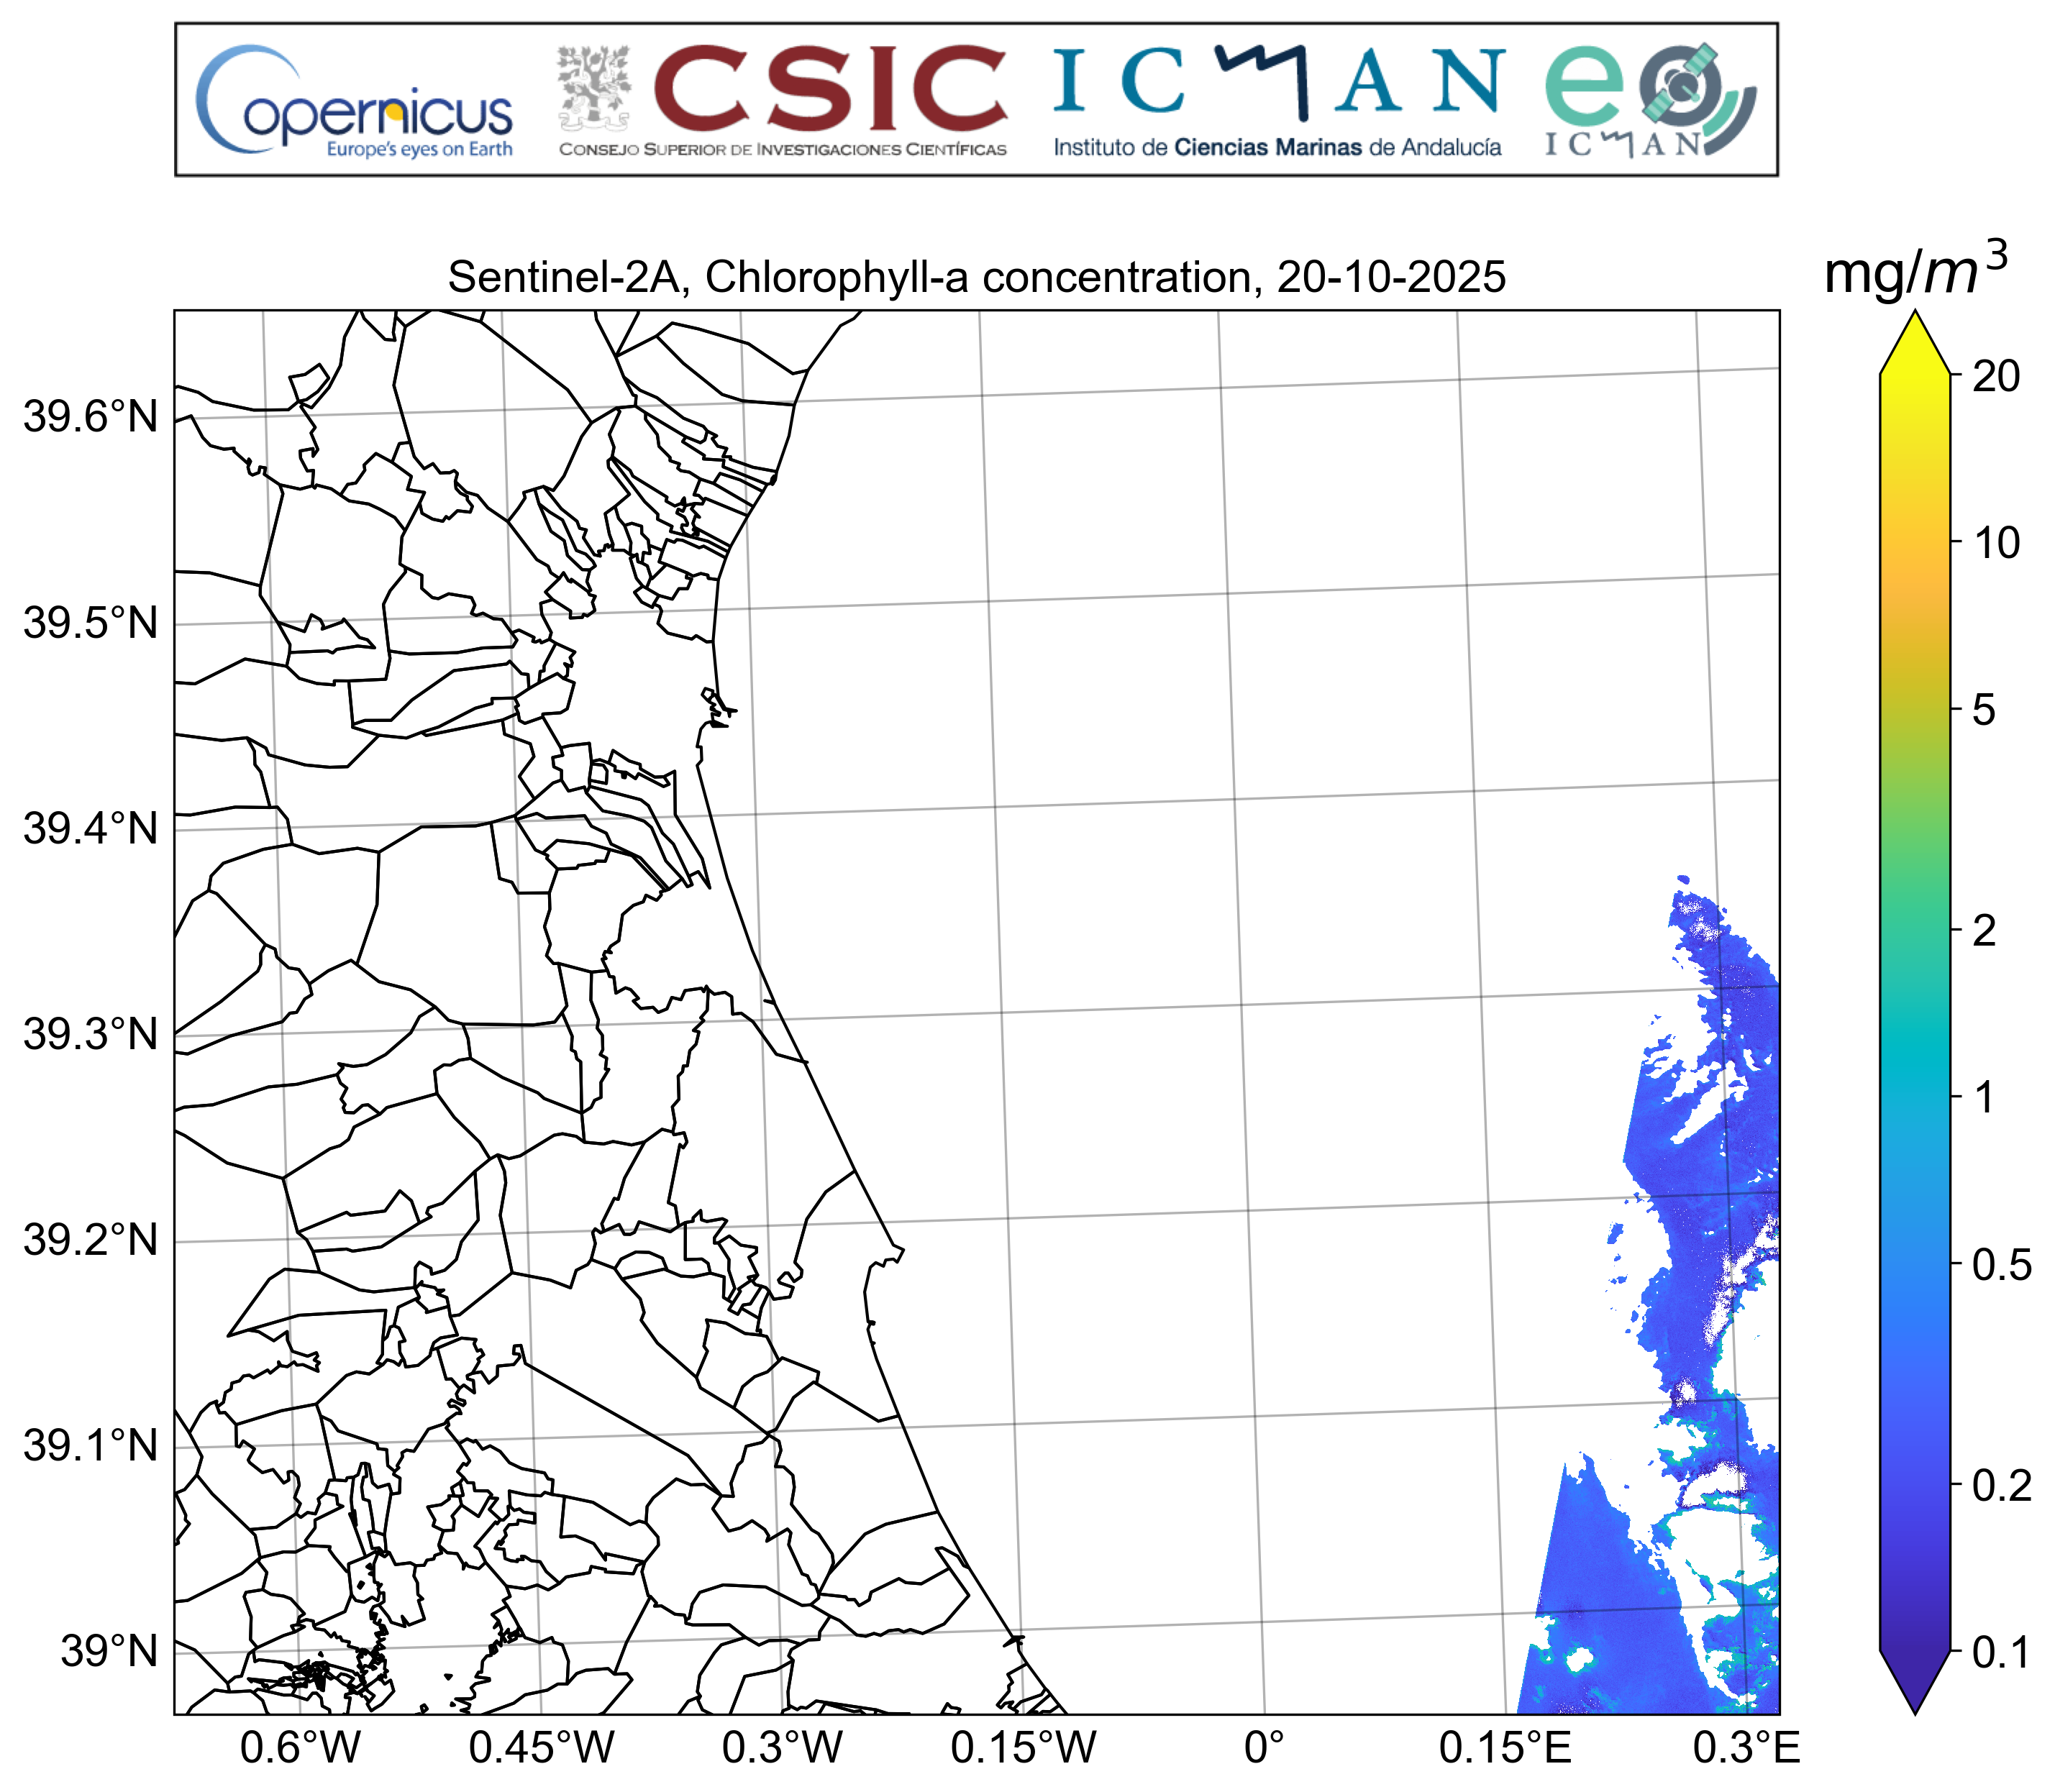 Copernicus
Europe's eyes on Earth
CSIC
CONSEJO SUPERIOR DE INVESTIGACIONES CIENTÍFICAS
ICMAN
Instituto de Ciencias Marinas de Andalucía
eo
ICMAN
Sentinel-2A, Chlorophyll-a concentration, 20-10-2025
mg/m³
39.6°N
39.5°N
39.4°N
39.3°N
39.2°N
39.1°N
39°N
0.6°W 0.45°W 0.3°W 0.15°W 0° 0.15°E 0.3°E
20
10
5
2
1
0.5
0.2
0.1